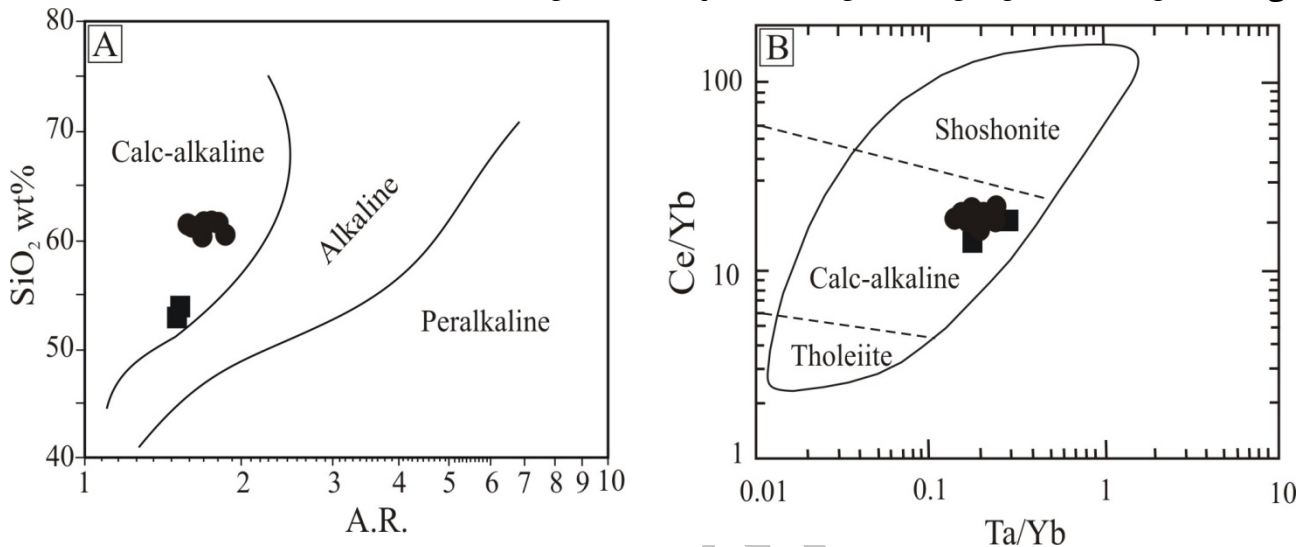 A
80
70
60
50
40
SiO2 wt%
Calc-alkaline
Alkaline
Peralkaline
1 2 3 4 5 6 7 8 9 10
A.R.
B
100
10
1
Ce/Yb
Shoshonite
Calc-alkaline
Tholeiite
0.01 0.1 1 10
Ta/Yb